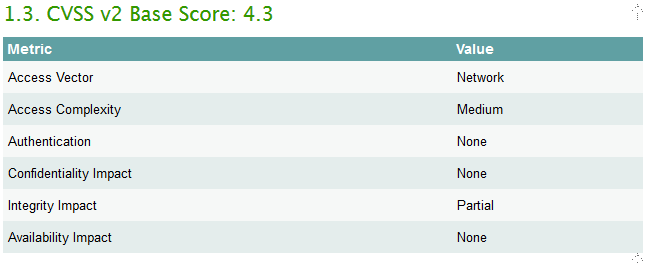 1.3. CVSS v2 Base Score: 4.3
Metric Value
Access Vector Network
Access Complexity Medium
Authentication None
Confidentiality Impact None
Integrity Impact Partial
Availability Impact None